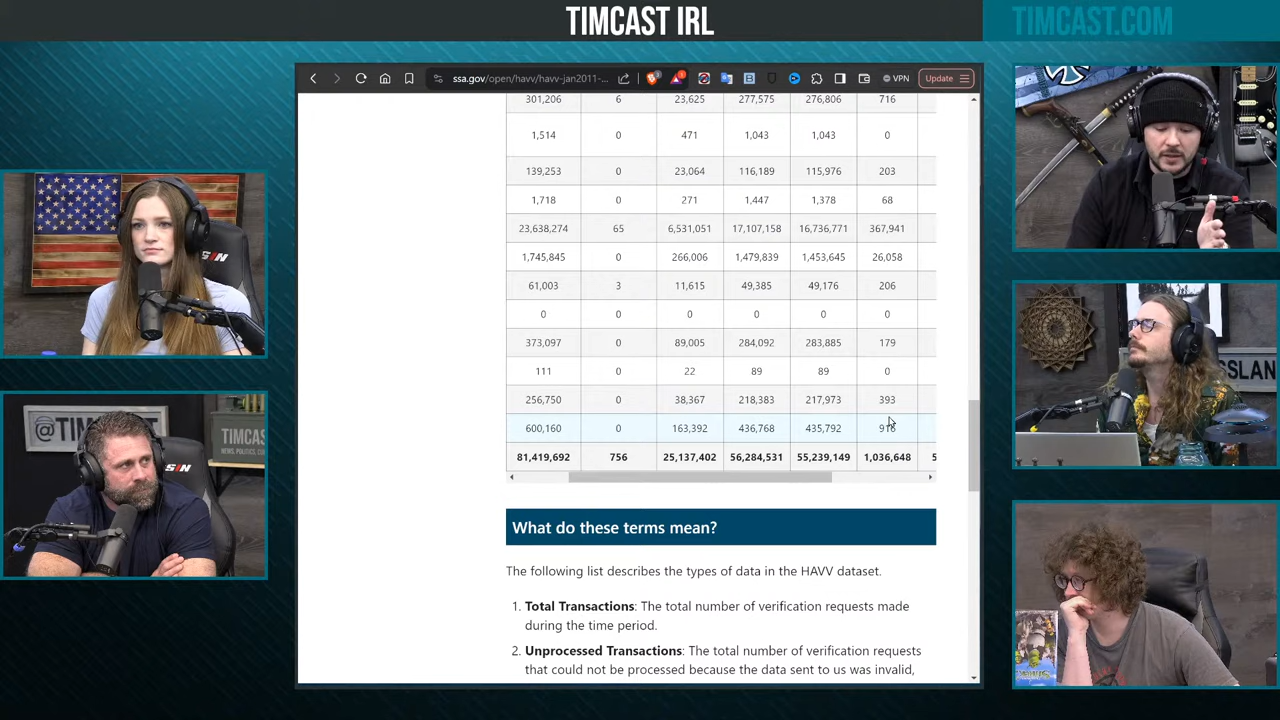 TIMCAST IRL
TIMCAST.COM
ssa.gov/open/havv/havv-jan2011-...
VPN
Update
301,206 6 23,625 277,575 276,806 716
1,514 0 471 1,043 1,043 0
139,253 0 23,064 116,189 115,976 203
1,718 0 271 1,447 1,378 68
23,638,274 65 6,531,051 17,107,158 16,736,771 367,941
1,745,845 0 266,006 1,479,839 1,453,645 26,058
61,003 3 11,615 49,385 49,176 206
0 0 0 0 0 0
373,097 0 89,005 284,092 283,885 179
111 0 22 89 89 0
256,750 0 38,367 218,383 217,973 393
600,160 0 163,392 436,768 435,792
81,419,692 756 25,137,402 56,284,531 55,239,149 1,036,648 5
What do these terms mean?
The following list describes the types of data in the HAVV dataset.
1. Total Transactions: The total number of verification requests made
during the time period.
2. Unprocessed Transactions: The total number of verification requests
that could not be processed because the data sent to us was invalid,
@TIMC
TIMCAST
NEWS, POLITICS, CU